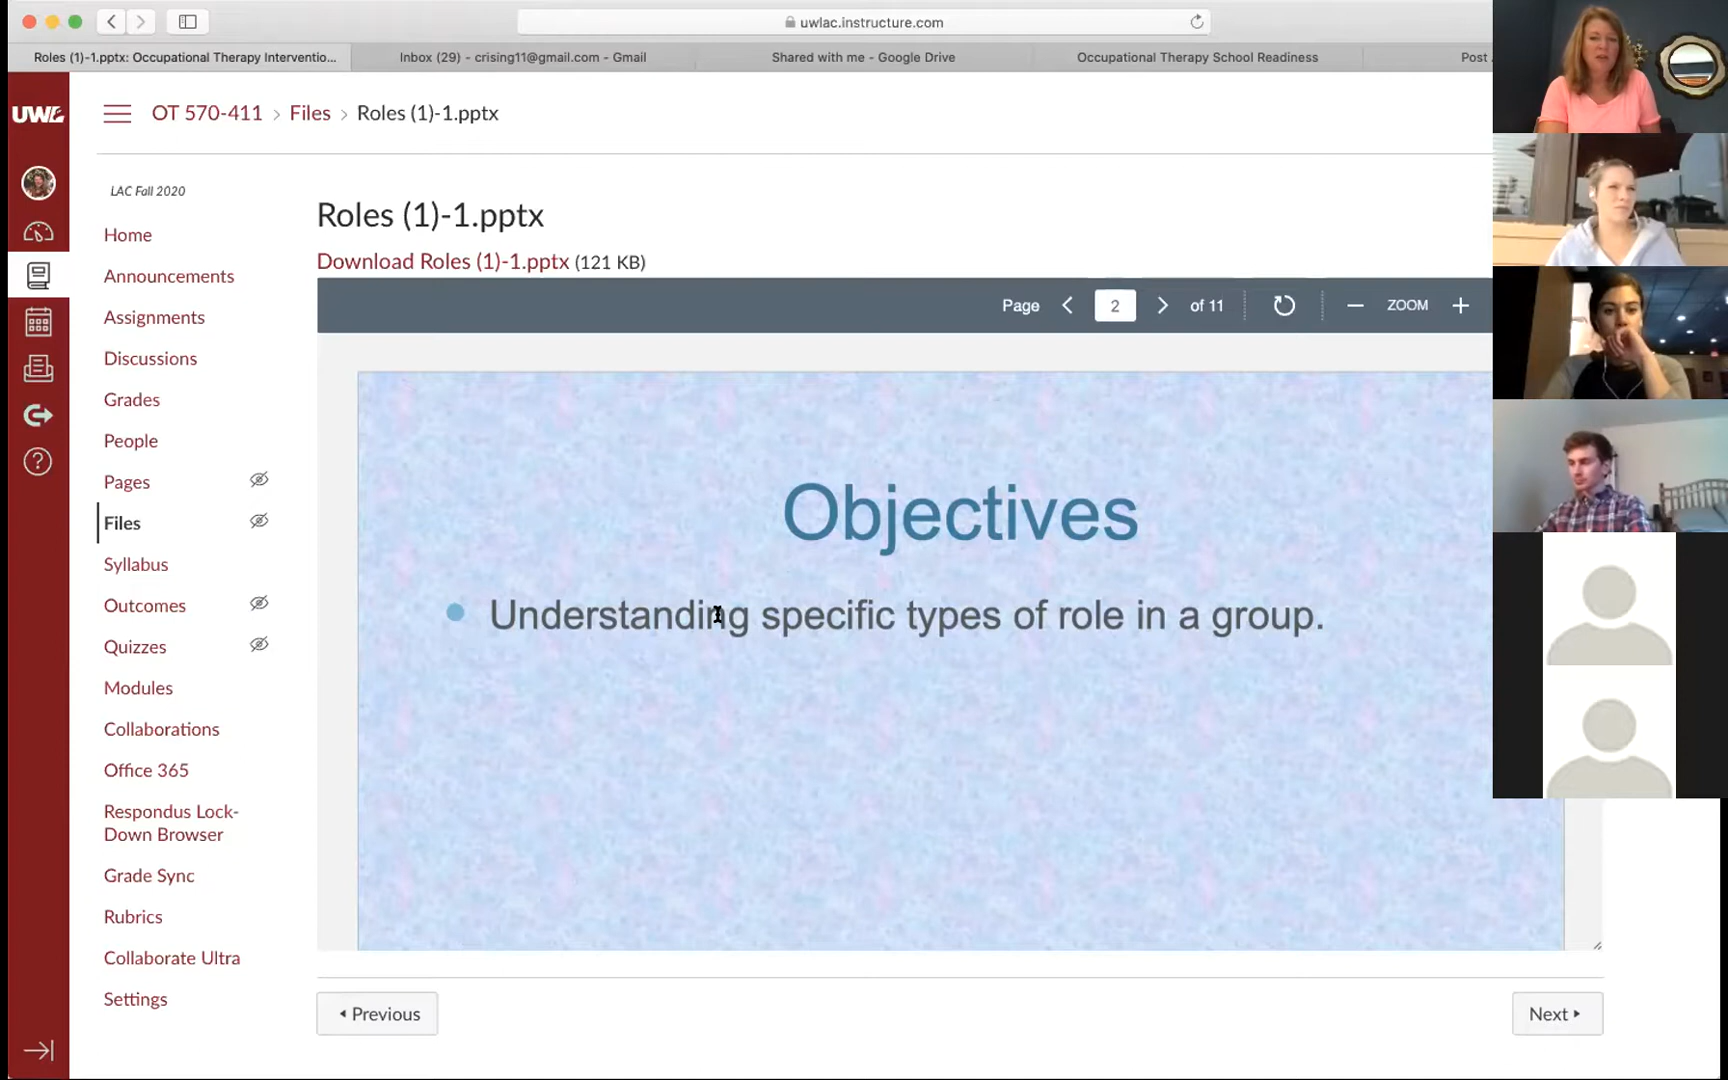 uwlac.instructure.com
Roles (1)-1.pptx: Occupational Therapy Interventio...
Inbox (29) - crising11@gmail.com - Gmail
Shared with me - Google Drive
Occupational Therapy School Readiness
Post
UWL
OT 570-411 > Files > Roles (1)-1.pptx
LAC Fall 2020
Home
Announcements
Assignments
Discussions
Grades
People
Pages
Files
Syllabus
Outcomes
Quizzes
Modules
Collaborations
Office 365
Respondus Lock-
Down Browser
Grade Sync
Rubrics
Collaborate Ultra
Settings
Roles (1)-1.pptx
Download Roles (1)-1.pptx (121 KB)
Page 2 of 11 ZOOM
Objectives
Understanding specific types of role in a group.
Previous
Next